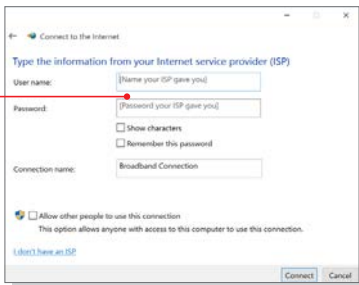 Connect to the Internet
Type the information from your Internet service provider (ISP)
User name: [Name your ISP gave you]
Password: [Password your ISP gave you]
Show characters
Remember this password
Connection name: Broadband Connection
Allow other people to use this connection
This option allows anyone with access to this computer to use this connection.
I don't have an ISP
Connect Cancel